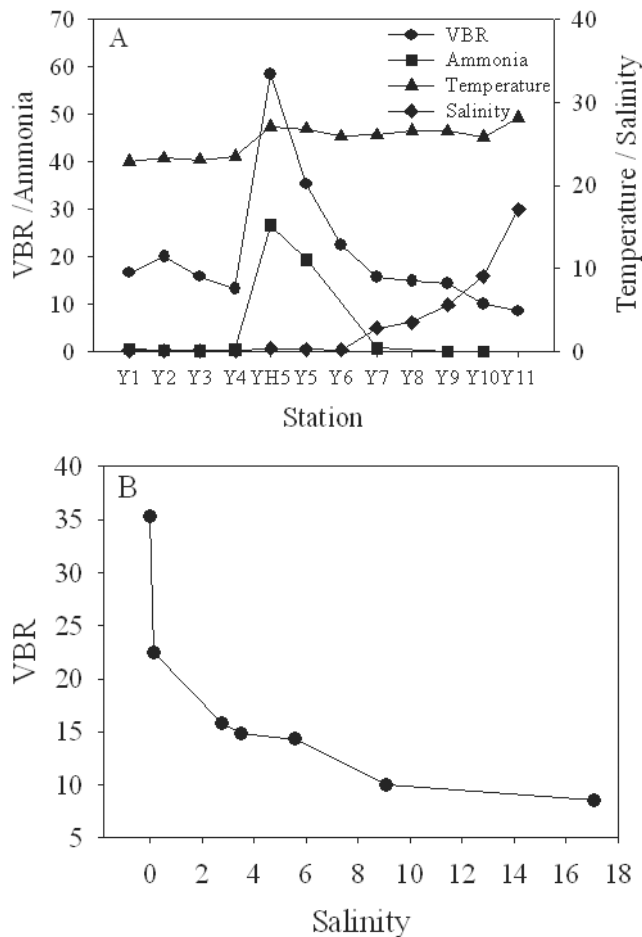 A
VBR
Ammonia
Temperature
Salinity
70
60
50
40
30
20
10
0
VBR /Ammonia
40
30
20
10
0
Temperature / Salinity
Y1 Y2 Y3 Y4 YH5 Y5 Y6 Y7 Y8 Y9 Y10 Y11
Station
B
40
35
30
25
20
15
10
5
VBR
0 2 4 6 8 10 12 14 16 18
Salinity